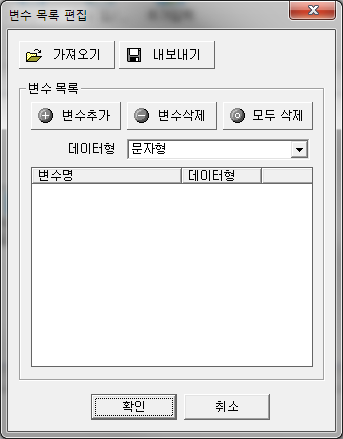 변수 목록 편집
가져오기 내보내기
변수 목록
변수추가 변수삭제 모두 삭제
데이터형 문자형
변수명 데이터형
확인 취소